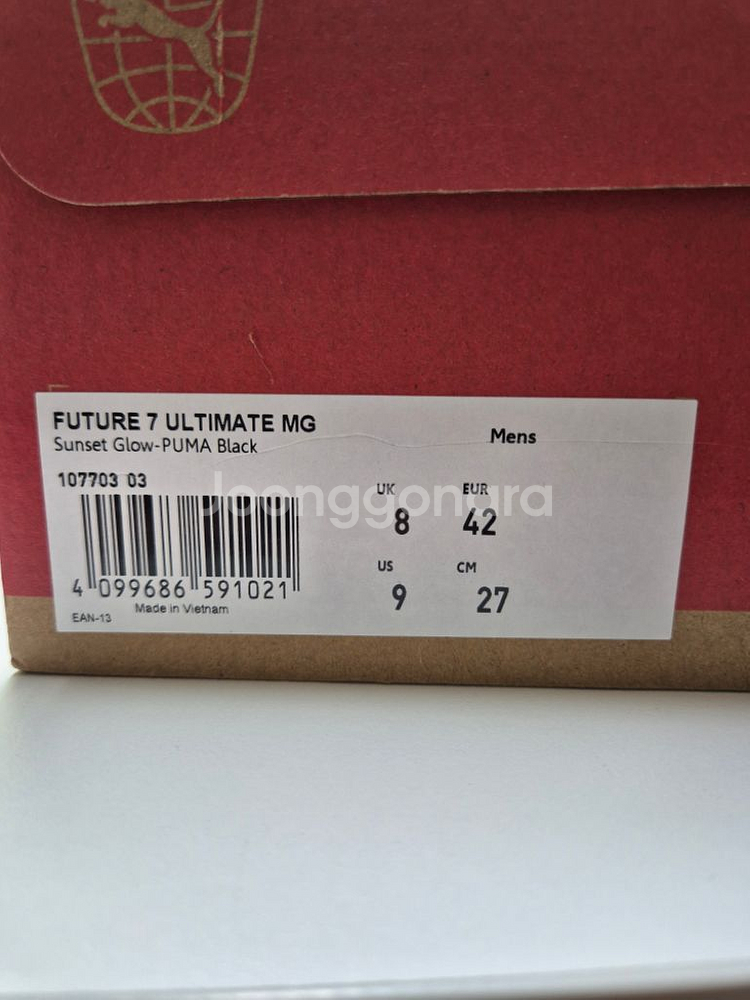 FUTURE 7 ULTIMATE MG
Sunset Glow-PUMA Black
Mens
107703 03
UK
8
EUR
42
US
9
CM
27
4 099686 591021
Made in Vietnam
EAN-13
Joonggonara